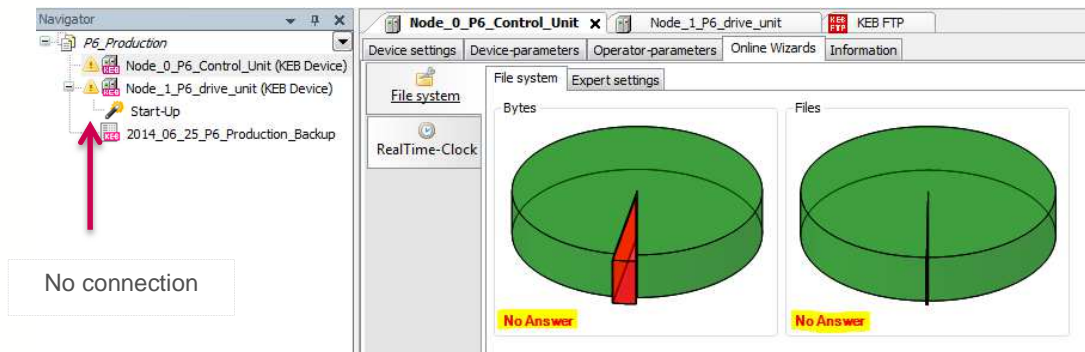 Navigator
P6_Production
Node_0_P6_Control_Unit (KEB Device)
Node_1_P6_drive_unit (KEB Device)
Start-Up
2014_06_25_P6_Production_Backup
No connection
Node_0_P6_Control_Unit
Node_1_P6_drive_unit
KEB FTP
KEB FTP
Device settings
Device-parameters
Operator-parameters
Online Wizards
Information
File system
RealTime-Clock
File system
Expert settings
Bytes
No Answer
Files
No Answer